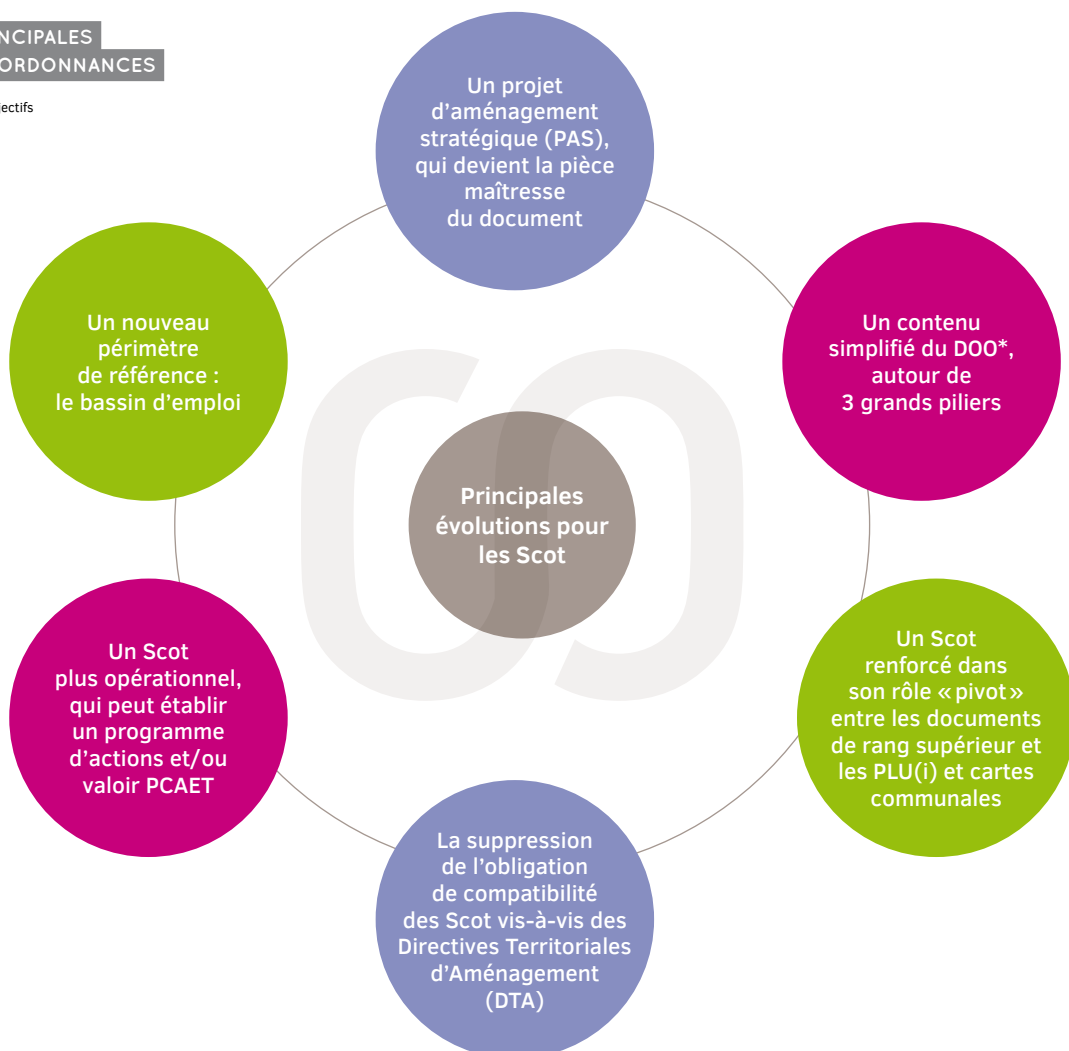 NCIPALES
ORDONNANCES
jectifs
Un projet
d'aménagement
stratégique (PAS),
qui devient la pièce
maîtresse
du document
Un nouveau
périmètre
de référence :
le bassin d'emploi
Un contenu
simplifié du DOO*,
autour de
3 grands piliers
Principales
évolutions pour
les Scot
Un Scot
plus opérationnel,
qui peut établir
un programme
d'actions et/ou
valoir PCAET
Un Scot
renforcé dans
son rôle « pivot »
entre les documents
de rang supérieur et
les PLU(i) et cartes
communales
La suppression
de l'obligation
de compatibilité
des Scot vis-à-vis des
Directives Territoriales
d'Aménagement
(DTA)